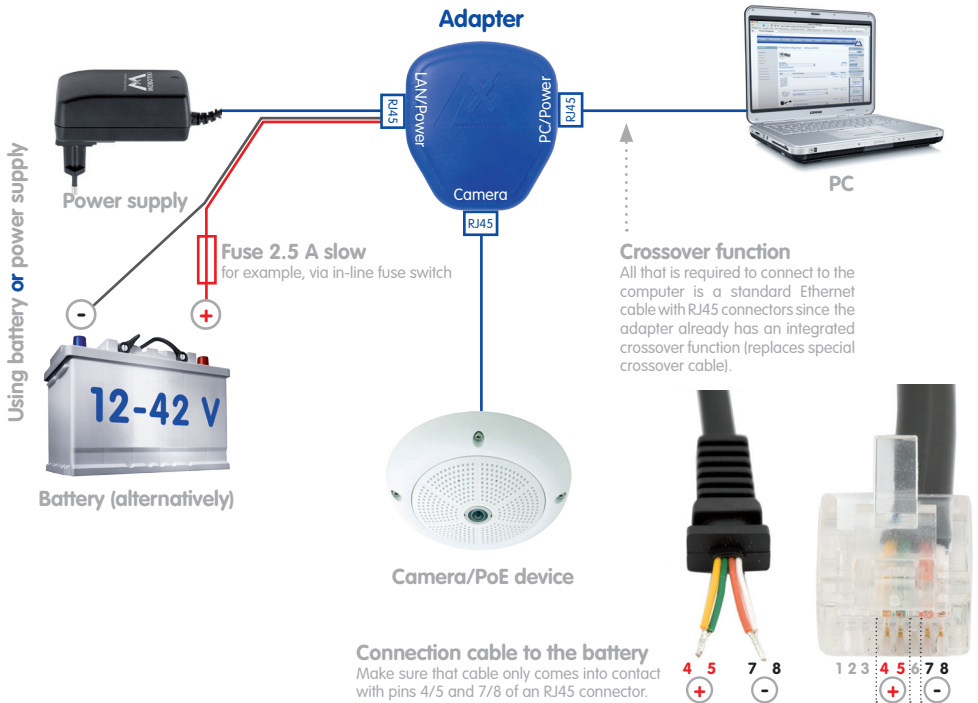 Adapter
LAN/Power
PC/Power
Camera
RJ45
RJ45
RJ45
MOBOTIX
Power supply
PC
Using battery or power supply
Fuse 2.5 A slow
for example, via in-line fuse switch
-
+
12-42 V
Battery (alternatively)
Crossover function
All that is required to connect to the
computer is a standard Ethernet
cable with RJ45 connectors since the
adapter already has an integrated
crossover function (replaces special
crossover cable).
Camera/PoE device
Connection cable to the battery
Make sure that cable only comes into contact
with pins 4/5 and 7/8 of an RJ45 connector.
4 5 7 8
+ -
1 2 3 4 5 6 7 8
+ -